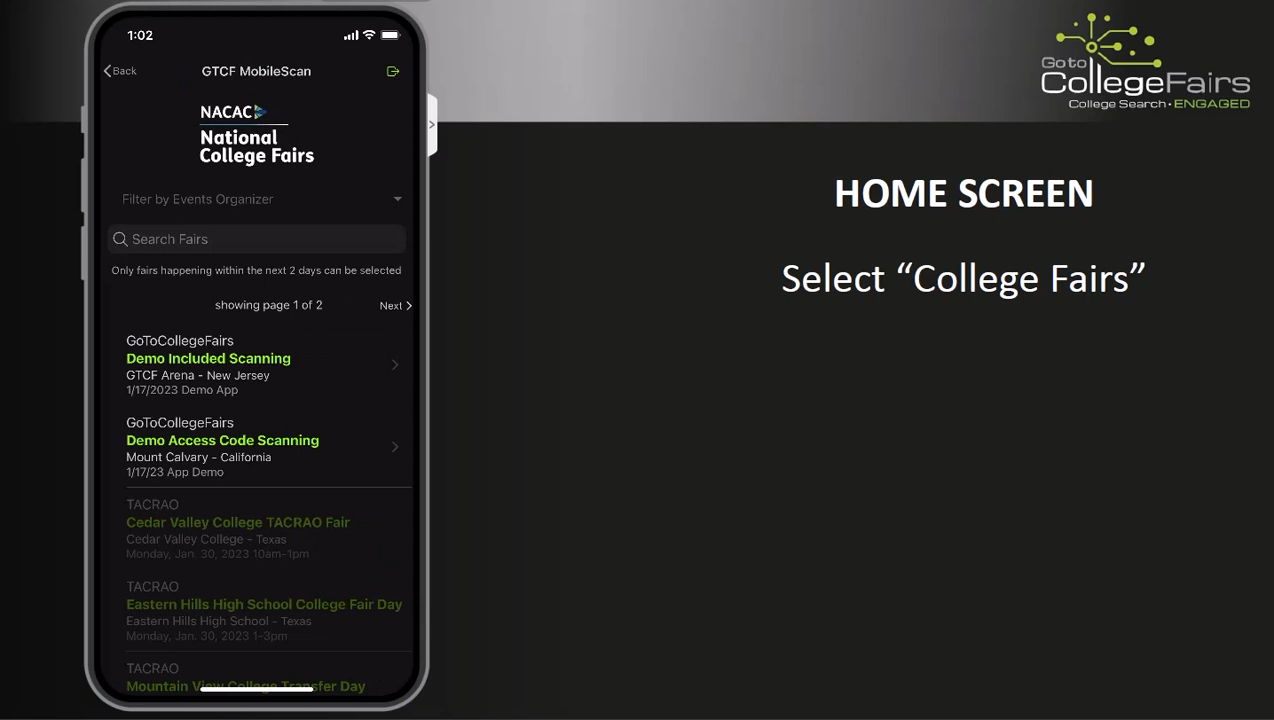 1:02
Back
GTCF MobileScan
NACAC
National
College Fairs
Filter by Events Organizer
Search Fairs
Only fairs happening within the next 2 days can be selected
showing page 1 of 2
Next
GoToCollegeFairs
Demo Included Scanning
GTCF Arena - New Jersey
1/17/2023 Demo App
GoToCollegeFairs
Demo Access Code Scanning
Mount Calvary - California
1/17/23 App Demo
TACRAO
Cedar Valley College TACRAO Fair
Cedar Valley College - Texas
Monday, Jan. 30, 2023 10am-1pm
TACRAO
Eastern Hills High School College Fair Day
Eastern Hills High School - Texas
Monday, Jan. 30, 2023 1-3pm
TACRAO
Mountain View College Transfer Day
Go to
CollegeFairs
College Search • ENGAGED
HOME SCREEN
Select “College Fairs”